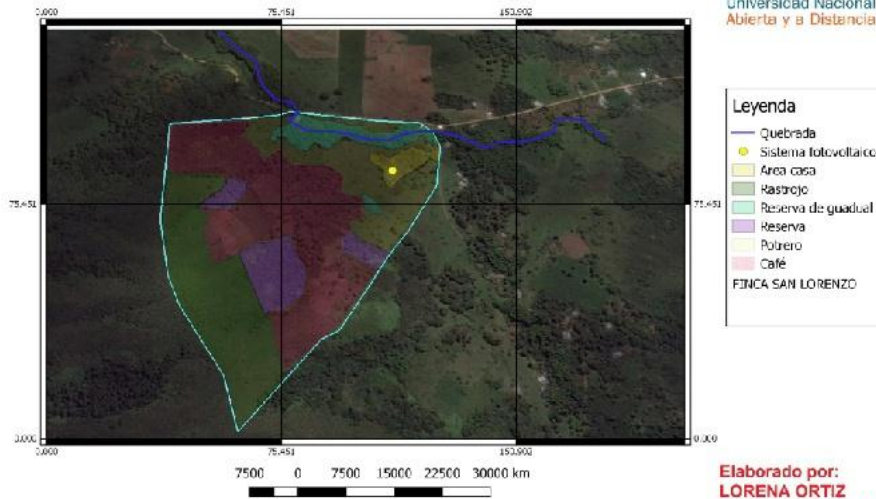 Universidad Nacional
Abierta y a Distancia
0.000 75.451 150.902
75.451 75.451
0.000 0.000
0.000 75.451 150.902
7500 0 7500 15000 22500 30000 km
Leyenda
Quebrada
Sistema fotovoltaico
Area casa
Rastrojo
Reserva de guadual
Reserva
Potrero
Café
FINCA SAN LORENZO
Elaborado por:
LORENA ORTIZ